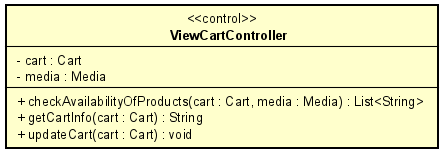 <<control>>
ViewCartController
- cart : Cart
- media : Media
+ checkAvailabilityOfProducts(cart : Cart, media : Media) : List<String>
+ getCartInfo(cart : Cart) : String
+ updateCart(cart : Cart) : void